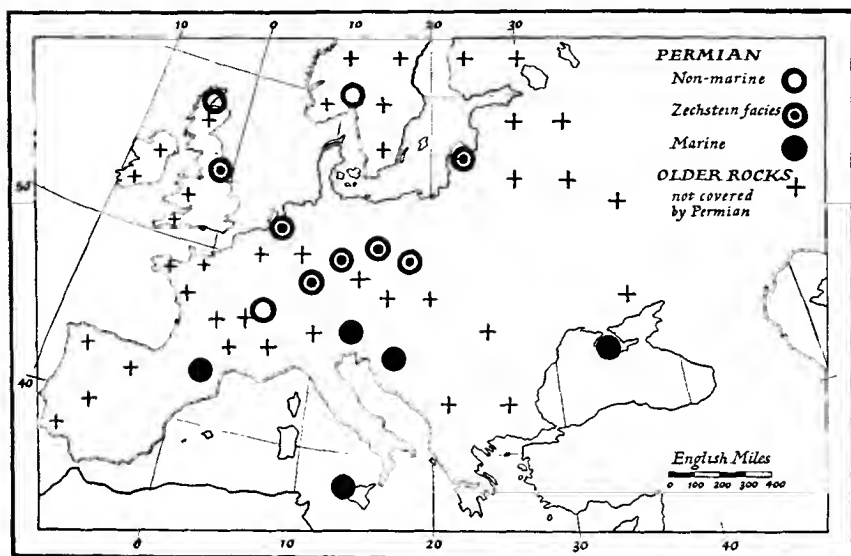 10 0 10 20 30
PERMIAN
Non-marine
Zechstein facies
Marine
OLDER ROCKS
not covered
by Permian
50
40
English Miles
0 100 200 300 400
0 10 20 30 40